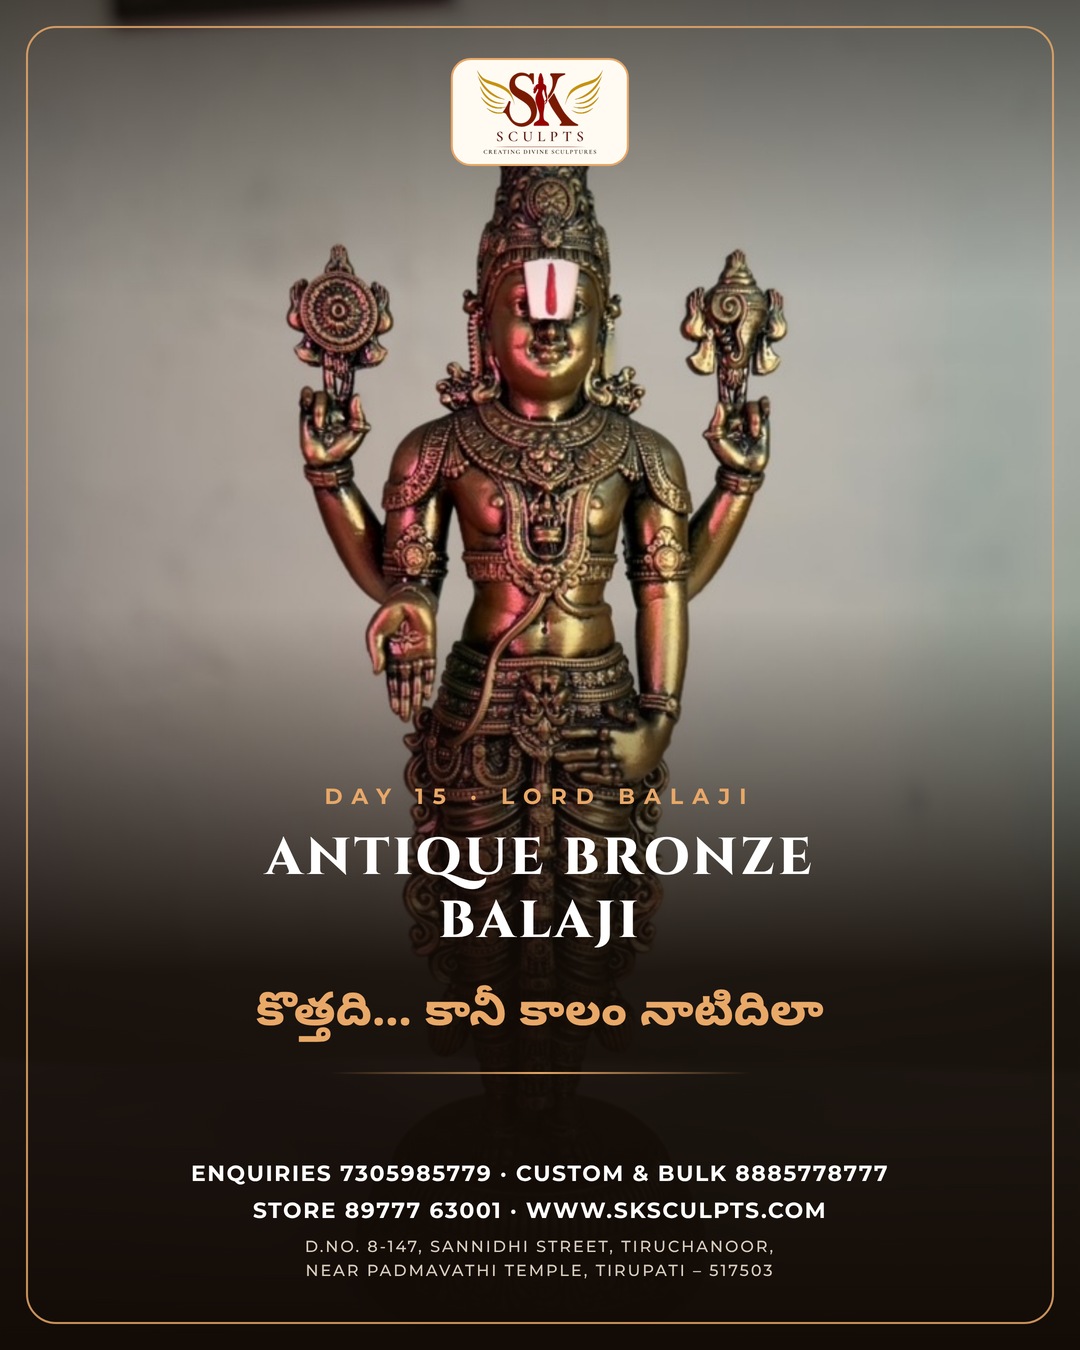 SK
SCULPTS
CREATING DIVINE SCULPTURES
DAY 15 · LORD BALAJI
ANTIQUE BRONZE
BALAJI
కొత్తది... కానీ కాలం నాటిదిలా
ENQUIRIES 7305985779 · CUSTOM & BULK 8885778777
STORE 89777 63001 · WWW.SKSCULPTS.COM
D.NO. 8-147, SANNIDHI STREET, TIRUCHANOOR,
NEAR PADMAVATHI TEMPLE, TIRUPATI – 517503